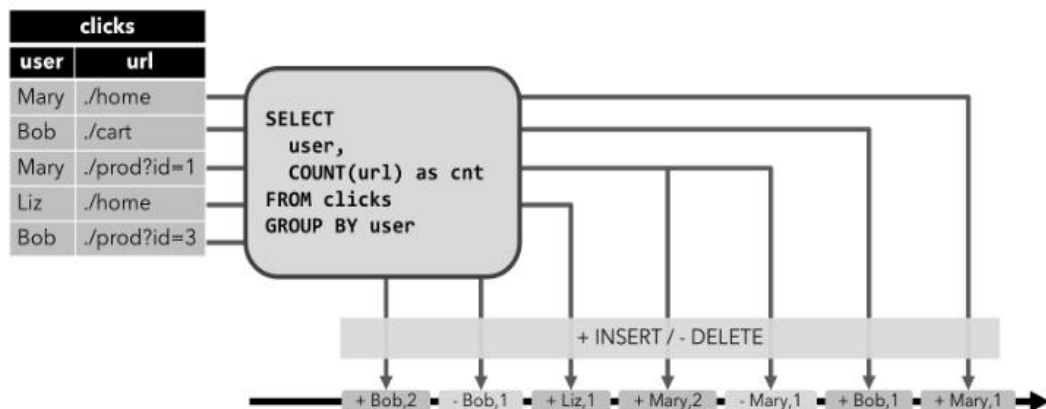 clicks
user url
Mary ./home
Bob ./cart
Mary ./prod?id=1
Liz ./home
Bob ./prod?id=3
SELECT
user,
COUNT(url) as cnt
FROM clicks
GROUP BY user
+ INSERT / - DELETE
+ Bob,2 - Bob,1 + Liz,1 + Mary,2 - Mary,1 + Bob,1 + Mary,1